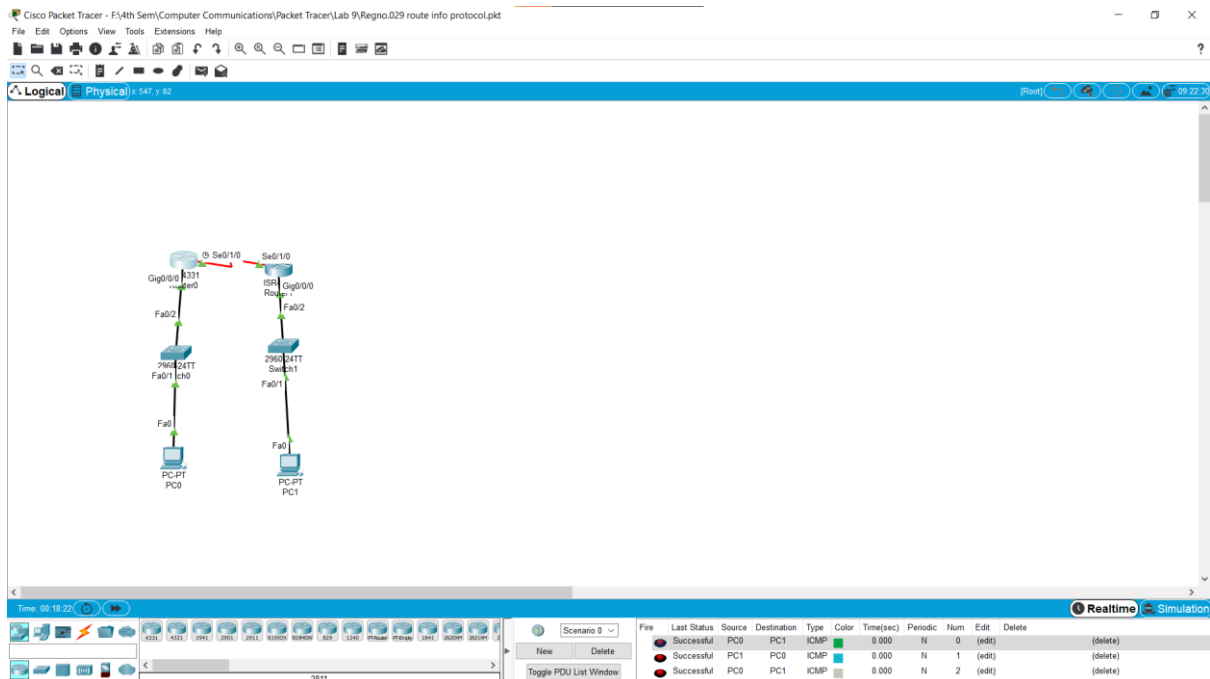 Cisco Packet Tracer - F:\4th Sem\Computer Communications\Packet Tracer\Lab 9\Regno.029 route info protocol.pkt
File Edit Options View Tools Extensions Help
?
Logical Physical x: 547, y: 82 [Root] 09:22:30
Se0/1/0 Se0/1/0
Gig0/0/0 4331 ISR Gig0/0/0
Fa0/2 Fa0/2
2960-24TT 2960-24TT
Fa0/1 Switch1
Fa0/1
Fa0 Fa0
PC-PT PC-PT
PC0 PC1
Time: 00:18:22 Realtime Simulation
4331 4321 1941 2901 2911 819IOX 819HGW 829 1240 PT-Router PT-Empty 1841 2620XM 2621XM
2811
Scenario 0
New Delete
Toggle PDU List Window
Fire Last Status Source Destination Type Color Time(sec) Periodic Num Edit Delete
Successful PC0 PC1 ICMP 0.000 N 0 (edit) (delete)
Successful PC1 PC0 ICMP 0.000 N 1 (edit) (delete)
Successful PC0 PC1 ICMP 0.000 N 2 (edit) (delete)